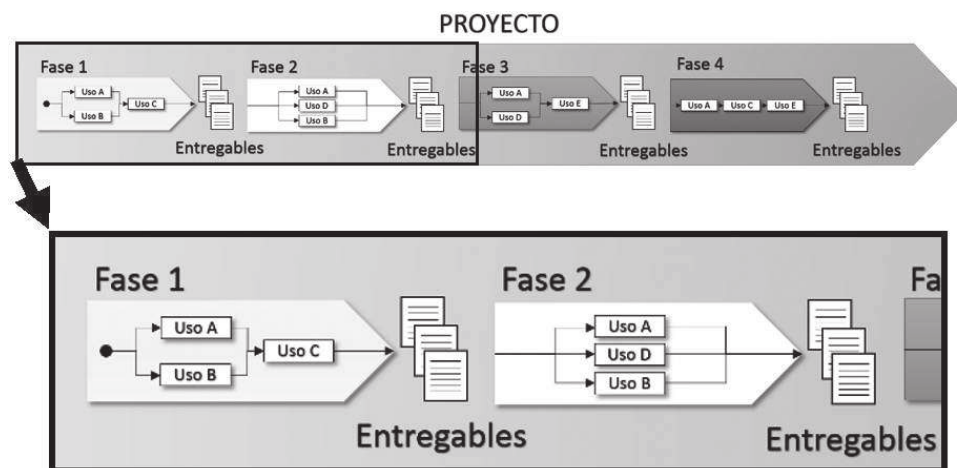 PROYECTO
Fase 1
Uso A
Uso B
Uso C
Entregables
Fase 2
Uso A
Uso D
Uso B
Entregables
Fase 3
Uso A
Uso D
Uso E
Entregables
Fase 4
Uso A
Uso C
Uso E
Entregables
Fase 1
Uso A
Uso B
Uso C
Entregables
Fase 2
Uso A
Uso D
Uso B
Entregables
Fa